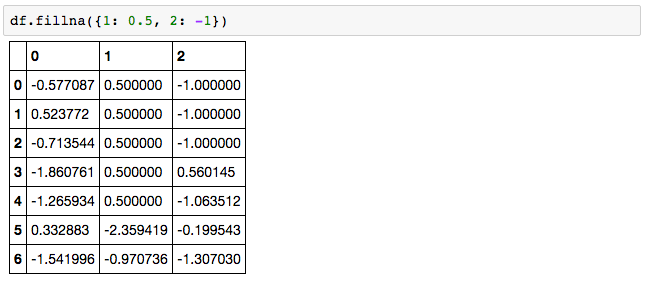 df.fillna({1: 0.5, 2: -1})
0 1 2
0 -0.577087 0.500000 -1.000000
1 0.523772 0.500000 -1.000000
2 -0.713544 0.500000 -1.000000
3 -1.860761 0.500000 0.560145
4 -1.265934 0.500000 -1.063512
5 0.332883 -2.359419 -0.199543
6 -1.541996 -0.970736 -1.307030